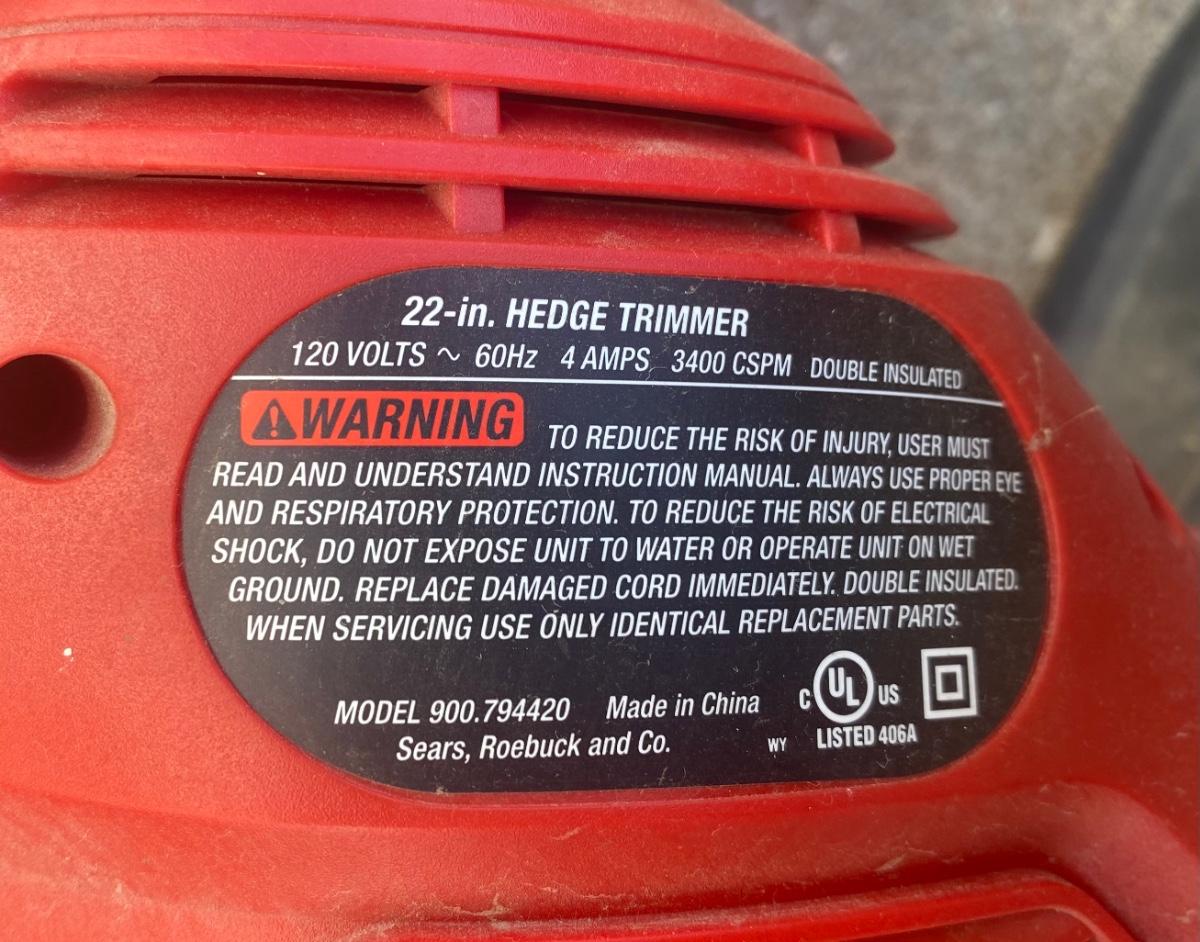 22-in. HEDGE TRIMMER
120 VOLTS ~ 60Hz 4 AMPS 3400 CSPM DOUBLE INSULATED
WARNING TO REDUCE THE RISK OF INJURY, USER MUST
READ AND UNDERSTAND INSTRUCTION MANUAL. ALWAYS USE PROPER EYE
AND RESPIRATORY PROTECTION. TO REDUCE THE RISK OF ELECTRICAL
SHOCK, DO NOT EXPOSE UNIT TO WATER OR OPERATE UNIT ON WET
GROUND. REPLACE DAMAGED CORD IMMEDIATELY. DOUBLE INSULATED.
WHEN SERVICING USE ONLY IDENTICAL REPLACEMENT PARTS.
C UL US
MODEL 900.794420 Made in China
Sears, Roebuck and Co. WY LISTED 406A